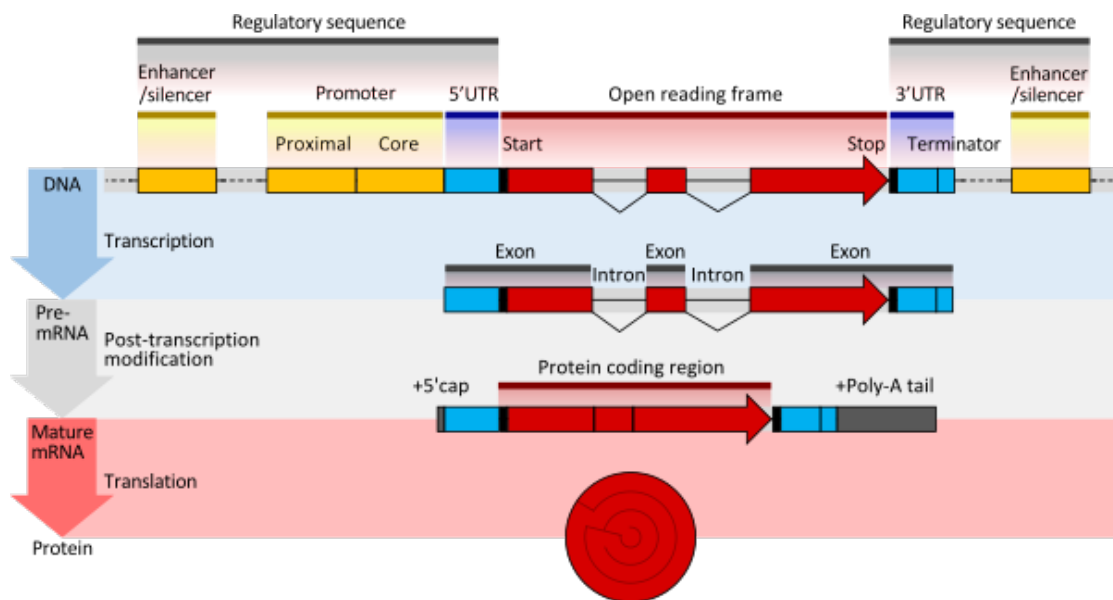 Regulatory sequence
Regulatory sequence
Enhancer
/silencer
Promoter
5'UTR
Open reading frame
3'UTR
Enhancer
/silencer
Proximal
Core
Start
Stop
Terminator
DNA
Transcription
Exon
Exon
Exon
Intron
Intron
Pre-
mRNA
Post-transcription
modification
Protein coding region
+5'cap
+Poly-A tail
Mature
mRNA
Translation
Protein